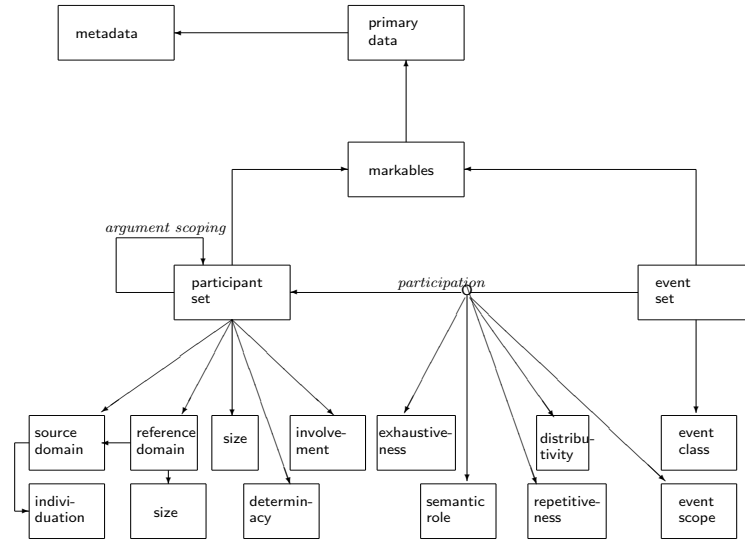 metadata
primary
data
markables
argument scoping
participant
set
participation
event
set
source
domain
reference
domain
size
involve-
ment
exhaustive-
ness
distribu-
tivity
event
class
indivi-
duation
size
determin-
acy
semantic
role
repetitive-
ness
event
scope